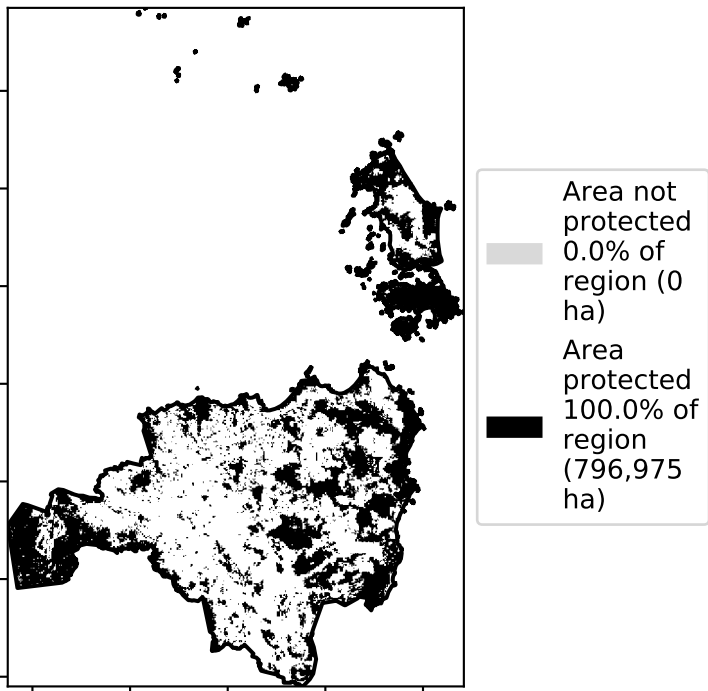 Area not
protected
0.0% of
region (0
ha)
Area
protected
100.0% of
region
(796,975
ha)